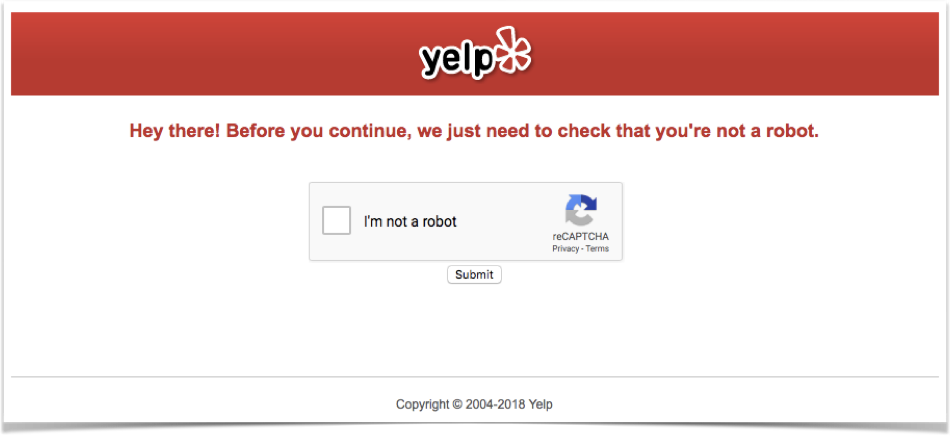 yelp
Hey there! Before you continue, we just need to check that you're not a robot.
I'm not a robot
reCAPTCHA
Privacy - Terms
Submit
Copyright © 2004-2018 Yelp